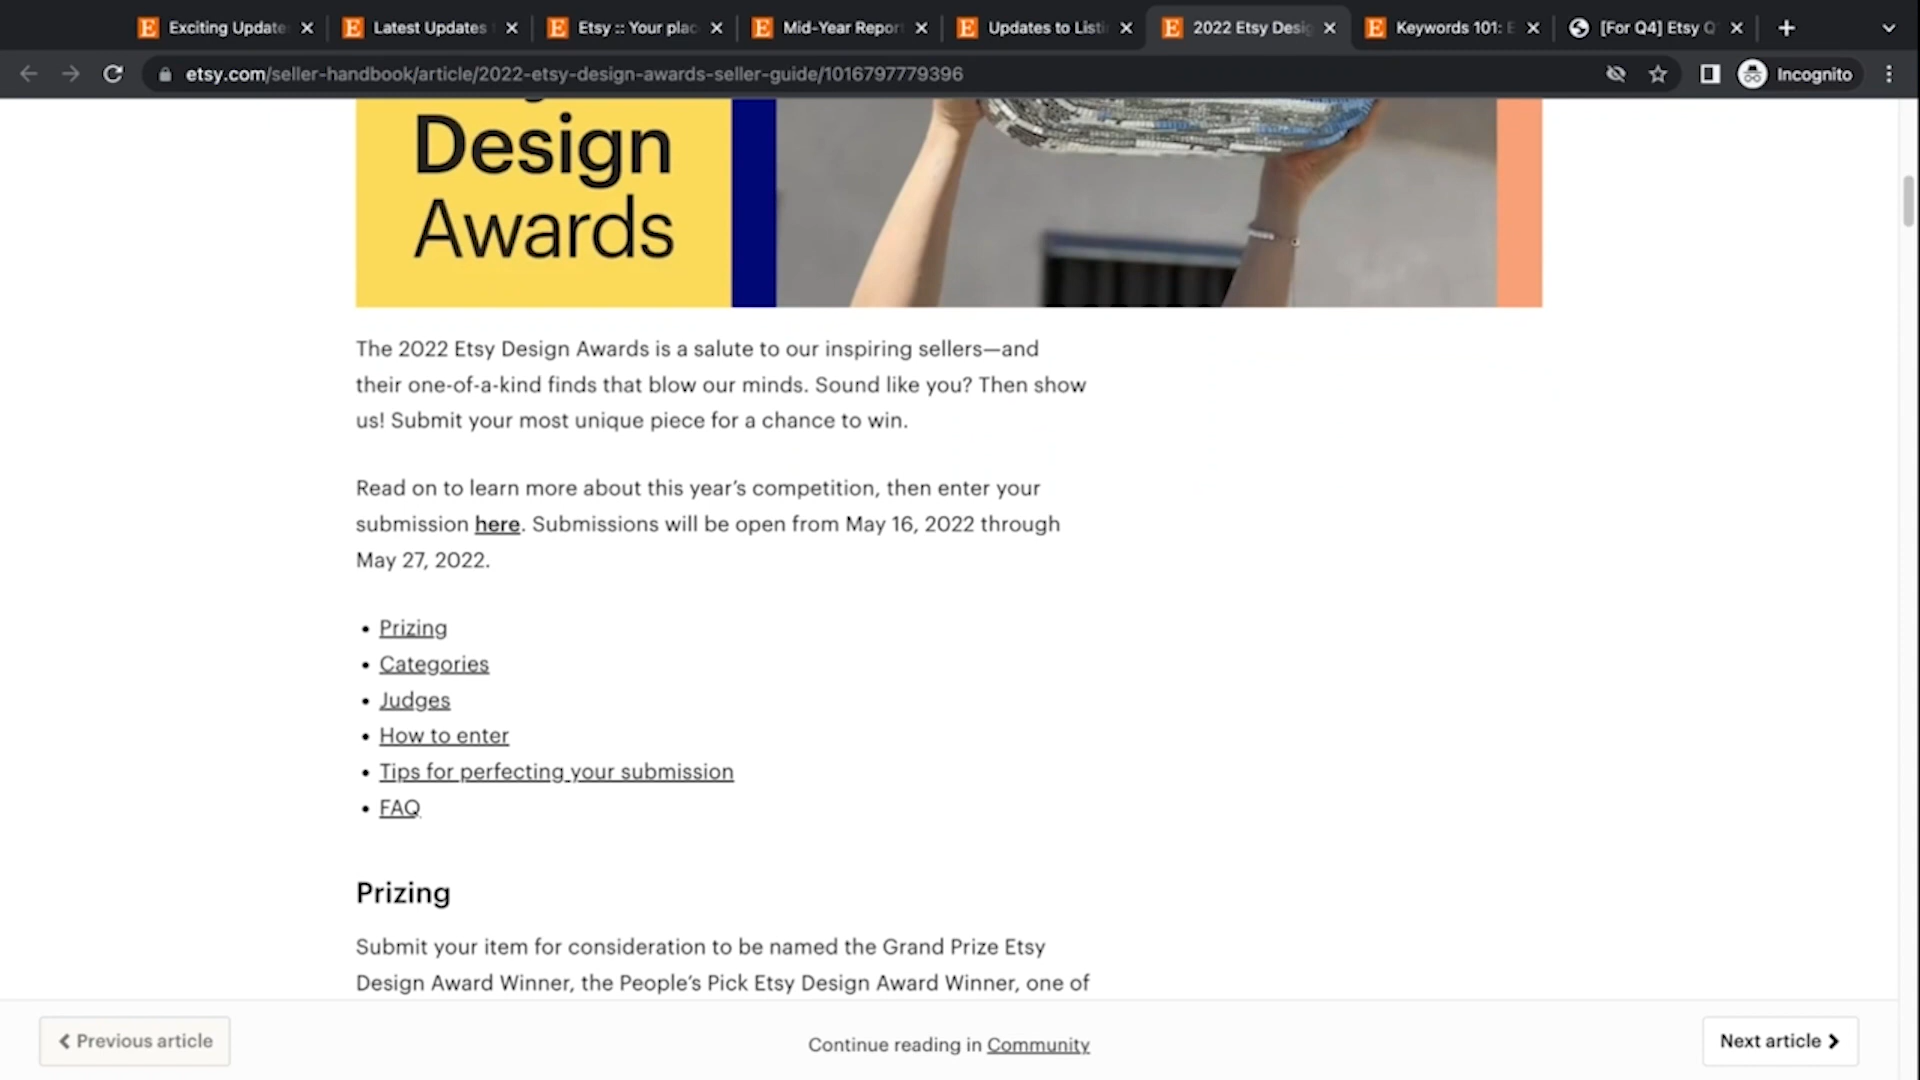 Exciting Update
Latest Updates
Etsy :: Your plac
Mid-Year Repor
Updates to Listi
2022 Etsy Desi
Keywords 101:
[For Q4] Etsy Q
etsy.com/seller-handbook/article/2022-etsy-design-awards-seller-guide/1016797779396
Incognito
Design
Awards
The 2022 Etsy Design Awards is a salute to our inspiring sellers—and
their one-of-a-kind finds that blow our minds. Sound like you? Then show
us! Submit your most unique piece for a chance to win.
Read on to learn more about this year’s competition, then enter your
submission here. Submissions will be open from May 16, 2022 through
May 27, 2022.
• Prizing
• Categories
• Judges
• How to enter
• Tips for perfecting your submission
• FAQ
Prizing
Submit your item for consideration to be named the Grand Prize Etsy
Design Award Winner, the People’s Pick Etsy Design Award Winner, one of
Previous article
Continue reading in Community
Next article